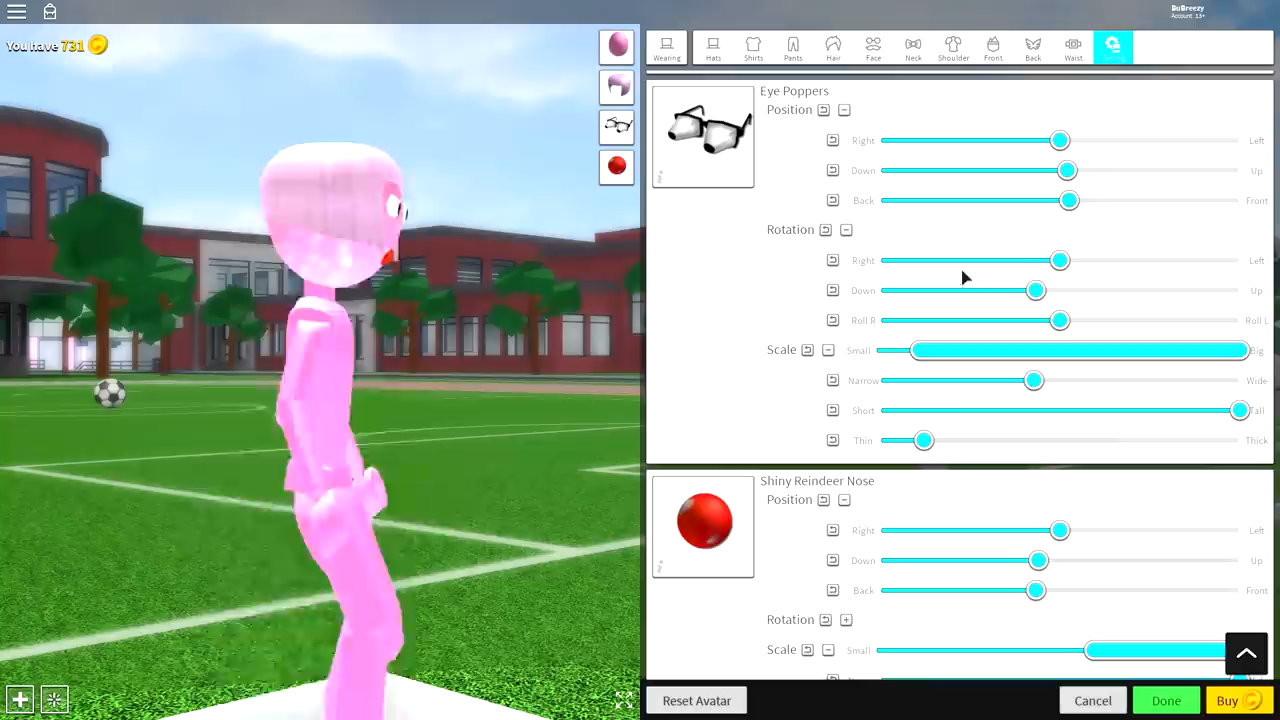 BuBreezy
Account: 13+
You have 731
Wearing
Hats
Shirts
Pants
Hair
Face
Neck
Shoulder
Front
Back
Waist
Eye Poppers
Position
Right
Left
Down
Up
Back
Front
Rotation
Right
Left
Down
Up
Roll R
Roll L
Scale
Small
Big
Narrow
Wide
Short
Tall
Thin
Thick
Shiny Reindeer Nose
Position
Right
Left
Down
Up
Back
Front
Rotation
Scale
Small
Reset Avatar
Cancel
Done
Buy